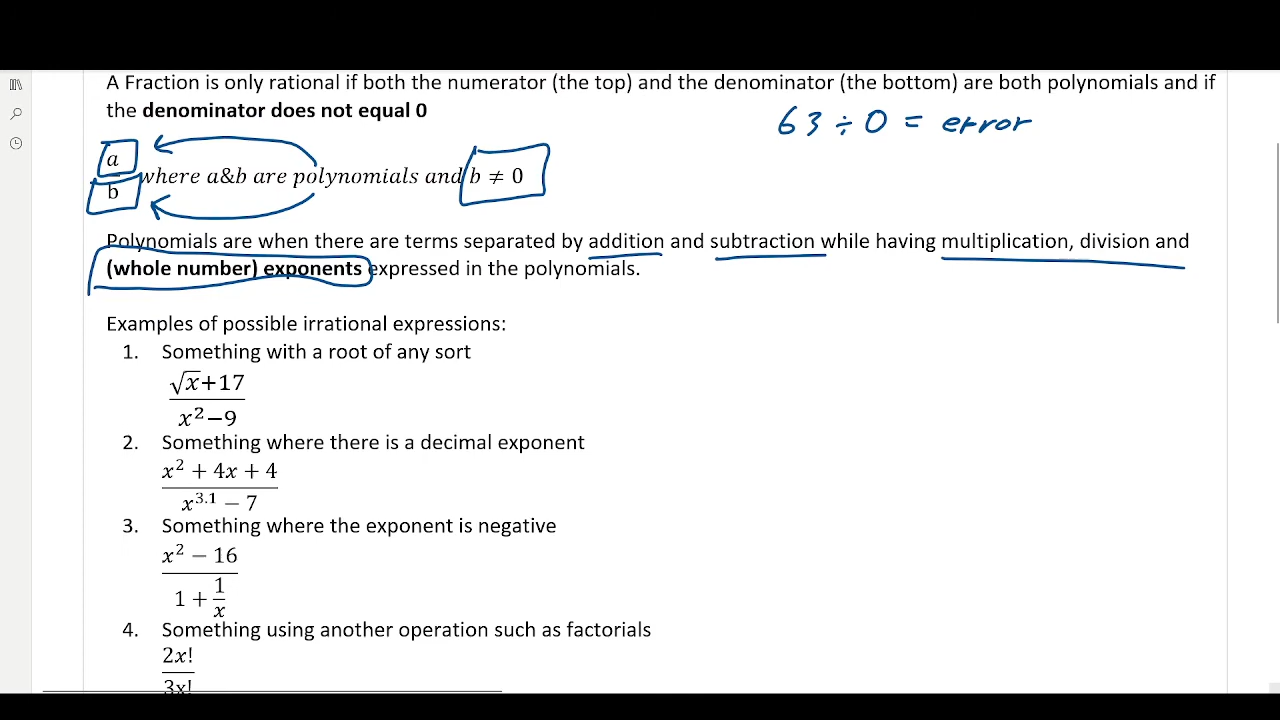 A Fraction is only rational if both the numerator (the top) and the denominator (the bottom) are both polynomials and if
the denominator does not equal 0
63 ÷ 0 = error
a
b
where a&b are polynomials and b ≠ 0
Polynomials are when there are terms separated by addition and subtraction while having multiplication, division and
(whole number) exponents expressed in the polynomials.
Examples of possible irrational expressions:
1. Something with a root of any sort
√x+17
x²−9
2. Something where there is a decimal exponent
x² + 4x + 4
x^3.1 − 7
3. Something where the exponent is negative
x² − 16
1 + 1/x
4. Something using another operation such as factorials
2x!
3x!